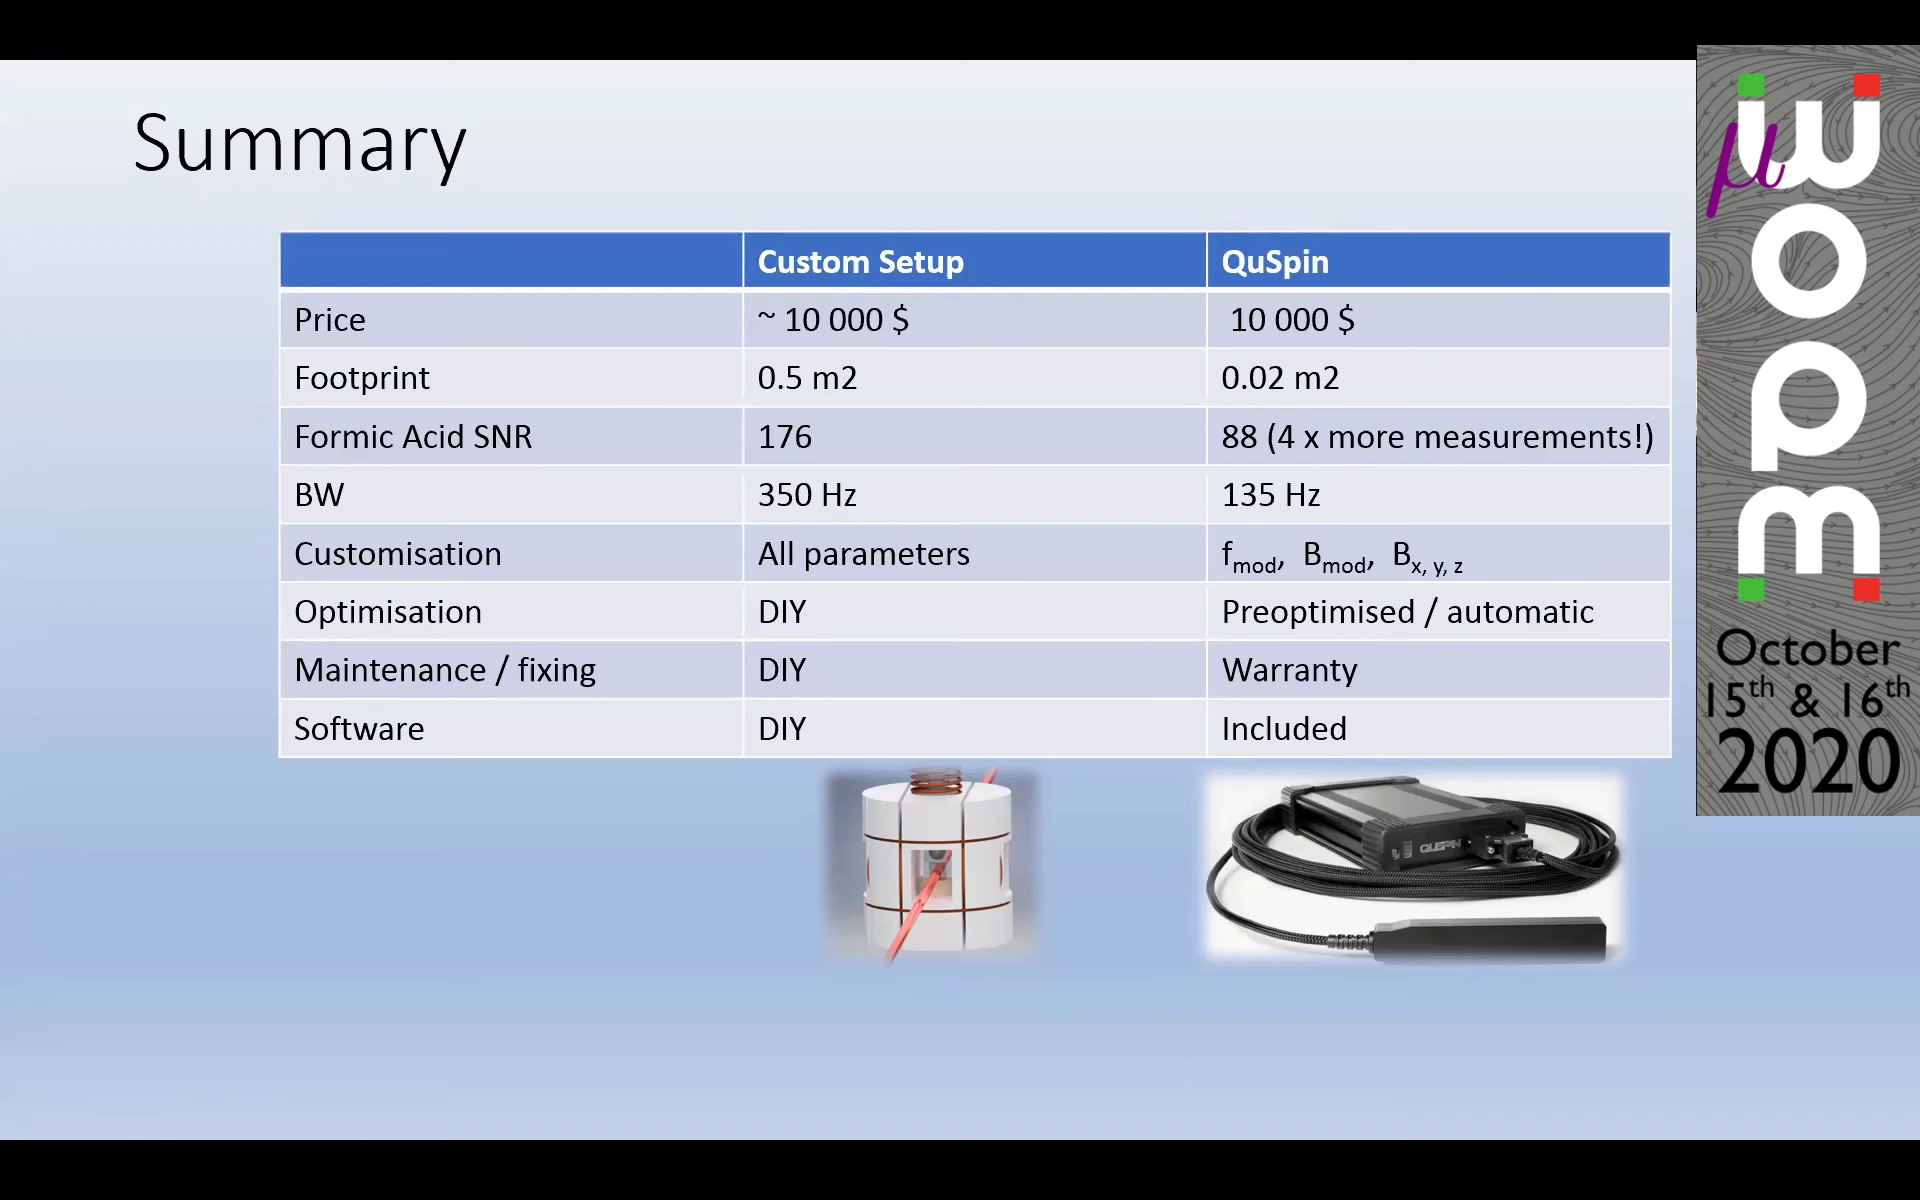 Summary
Custom Setup QuSpin
Price ~ 10 000 $ 10 000 $
Footprint 0.5 m2 0.02 m2
Formic Acid SNR 176 88 (4 x more measurements!)
BW 350 Hz 135 Hz
Customisation All parameters fmod, Bmod, Bx, y, z
Optimisation DIY Preoptimised / automatic
Maintenance / fixing DIY Warranty
Software DIY Included
QUSPIN
μ
wopm
October
15th & 16th
2020